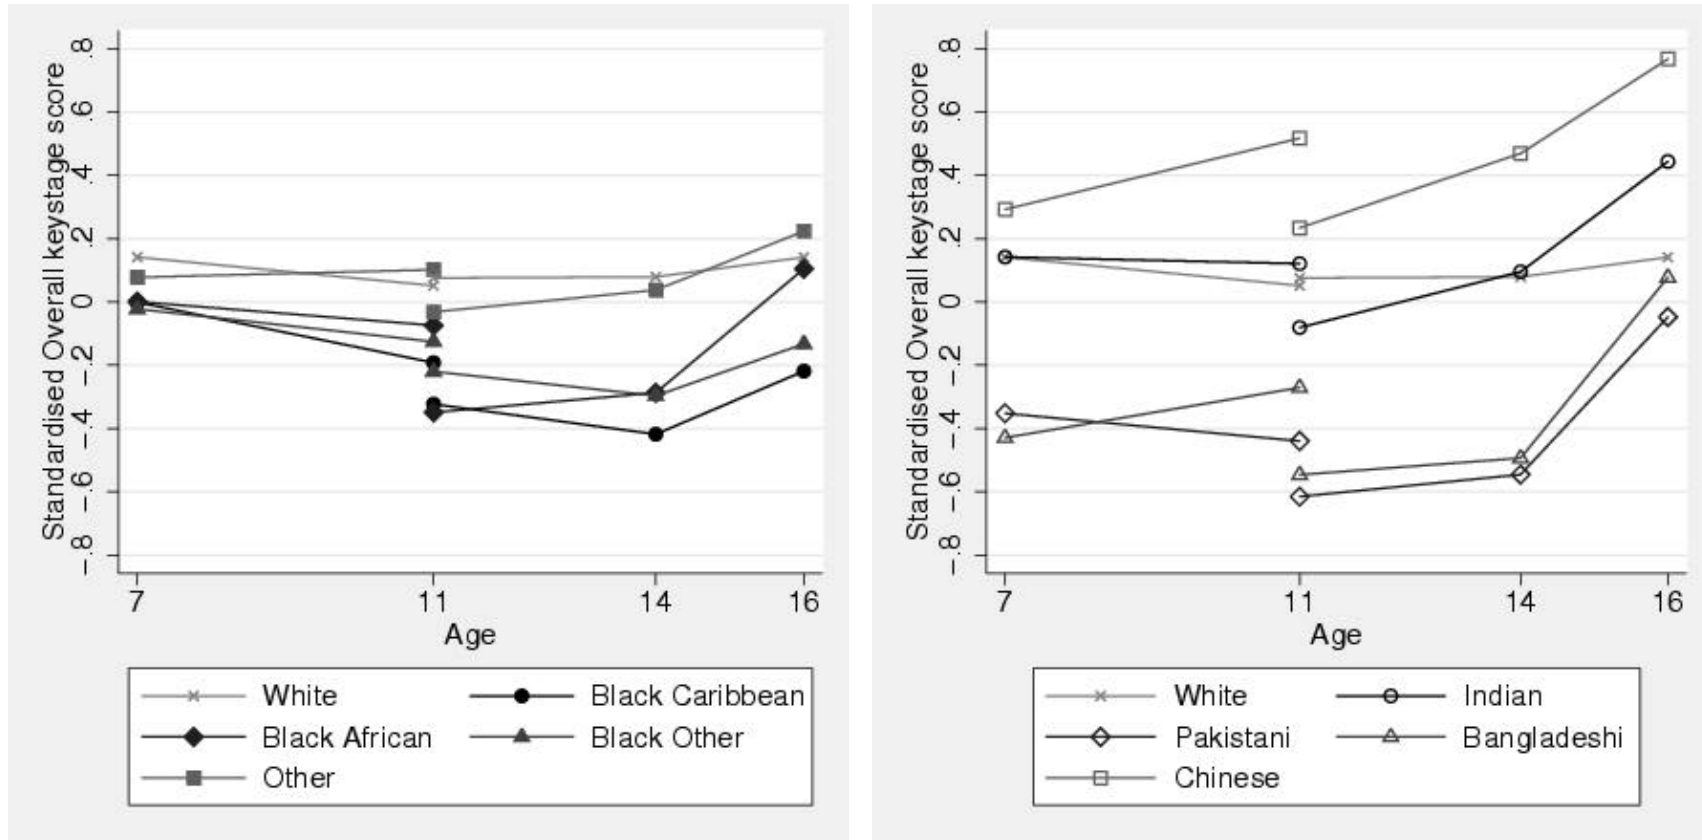 Standardised Overall keystage score
.8
.6
.4
.2
0
-.2
-.4
-.6
-.8
7 11 14 16
Age
White Black Caribbean
Black African Black Other
Other
Standardised Overall keystage score
.8
.6
.4
.2
0
-.2
-.4
-.6
-.8
7 11 14 16
Age
White Indian
Pakistani Bangladeshi
Chinese